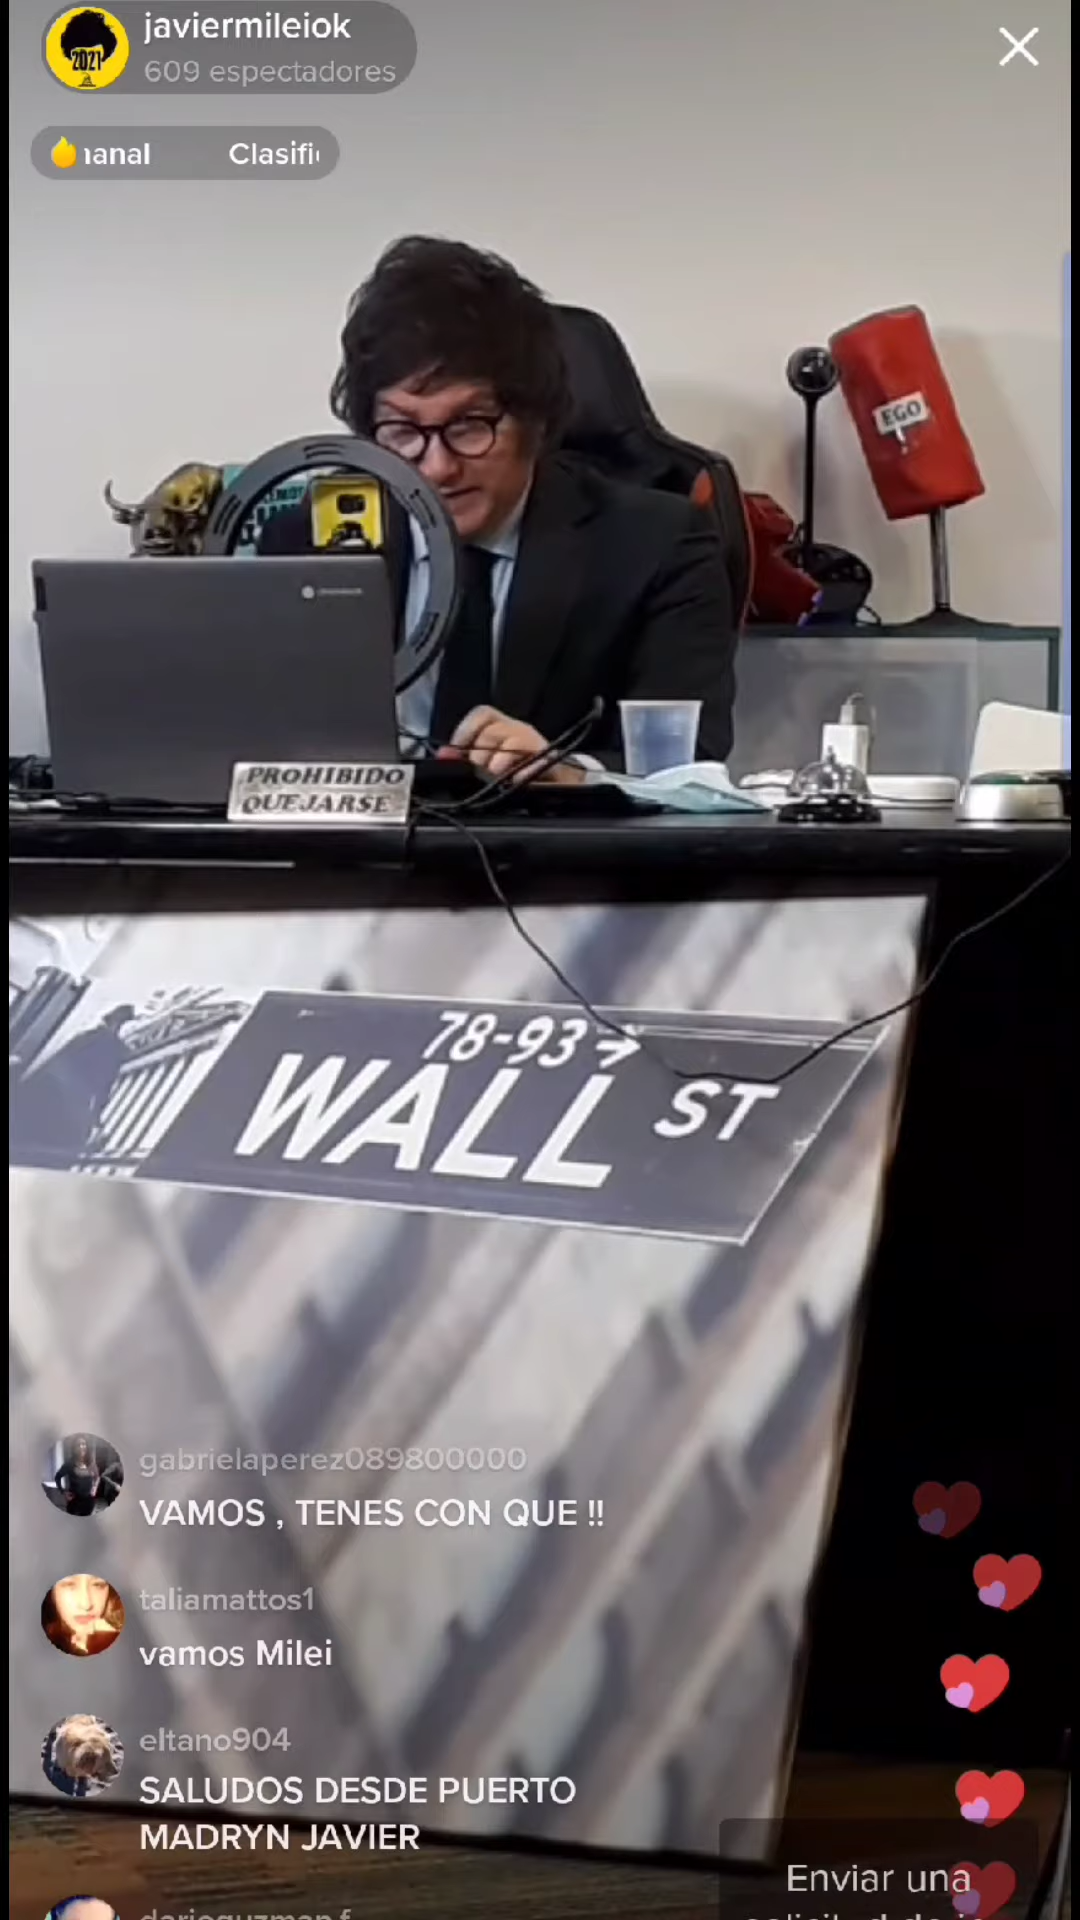 javiermileiok
609 espectadores
2021
Clasifi
EGO
PROHIBIDO
QUEJARSE
78-93→
WALL ST
gabrielaperez089800000
VAMOS , TENES CON QUE !!
taliamattos1
vamos Milei
eltano904
SALUDOS DESDE PUERTO
MADRYN JAVIER
Enviar una